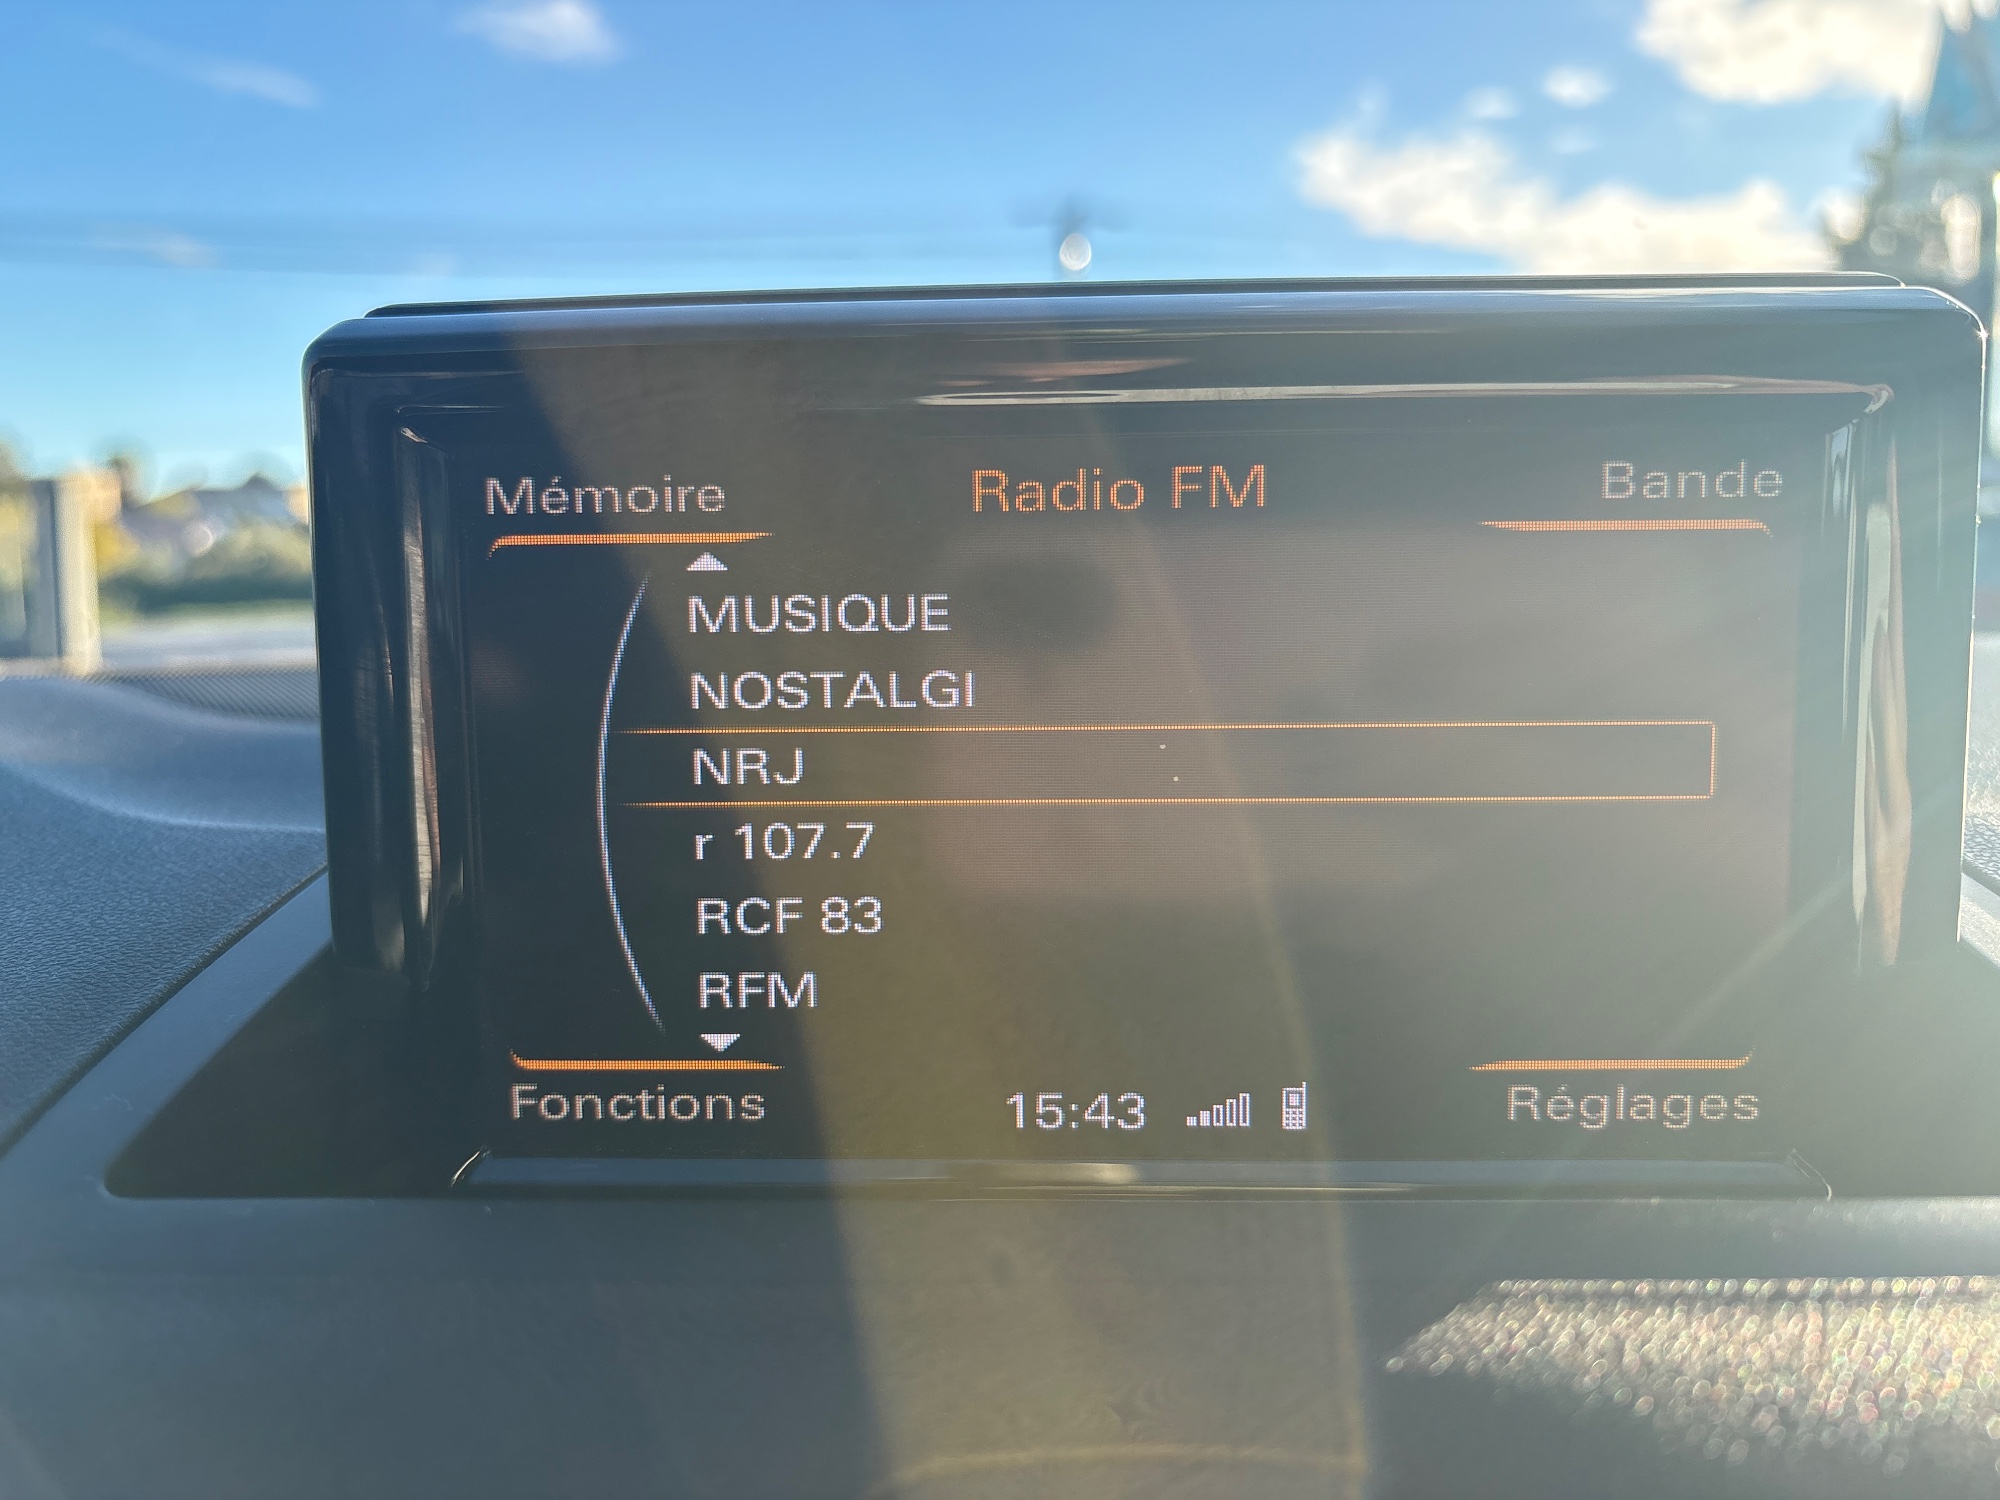 Mémoire Radio FM Bande
MUSIQUE
NOSTALGI
NRJ
r 107.7
RCF 83
RFM
Fonctions 15:43 Réglages